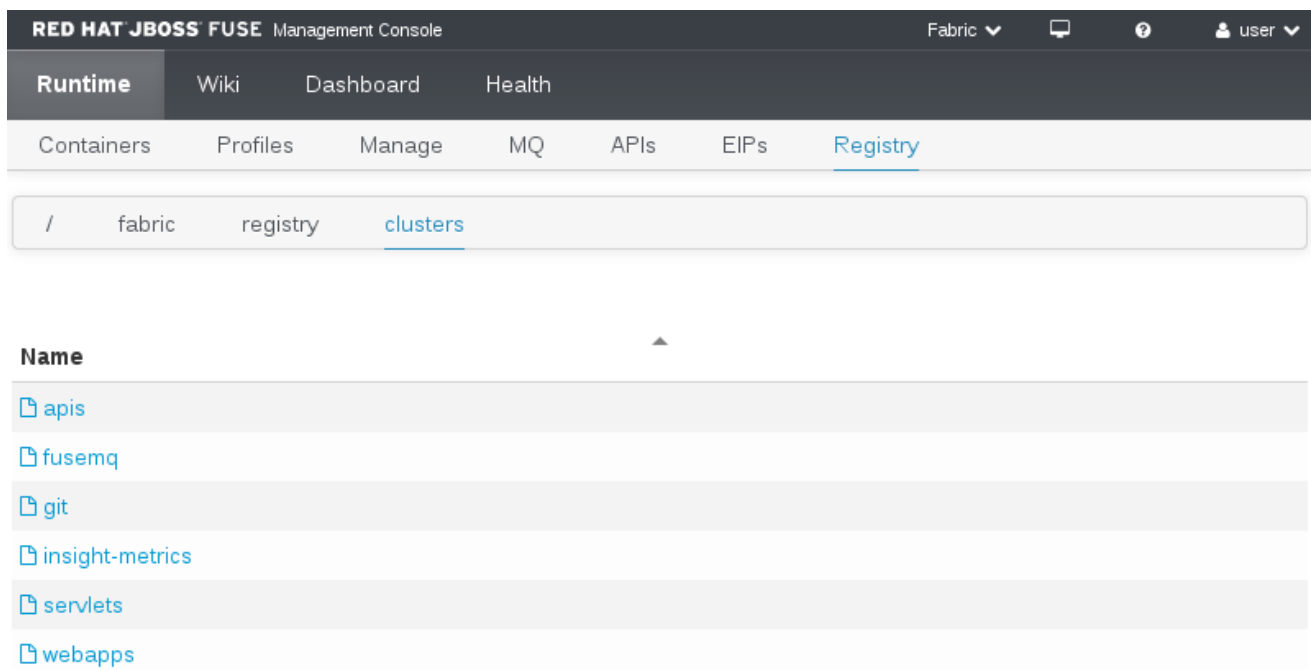 RED HAT JBOSS FUSE Management Console Fabric user
Runtime Wiki Dashboard Health
Containers Profiles Manage MQ APIs EIPs Registry
/ fabric registry clusters
Name
apis
fusemq
git
insight-metrics
servlets
webapps